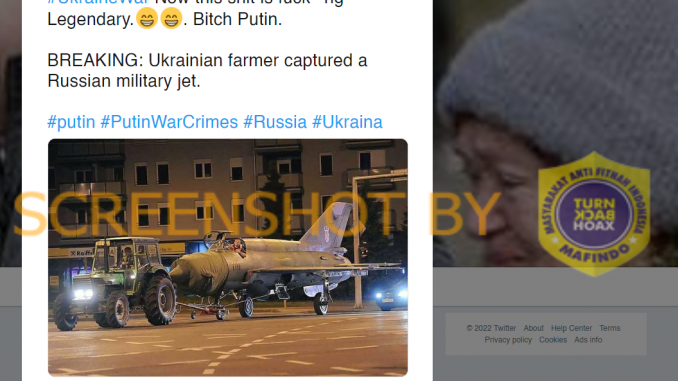 #UkraineWar Now this shit is fusk* *ng
Legendary.😁😁. Bitch Putin.
BREAKING: Ukrainian farmer captured a
Russian military jet.
#putin #PutinWarCrimes #Russia #Ukraina
SCREENSHOT BY
MASYARAKAT ANTI FITNAH INDONESIA
TURN
BACK
HOAX
MAFINDO
© 2022 Twitter About Help Center Terms
Privacy policy Cookies Ads info